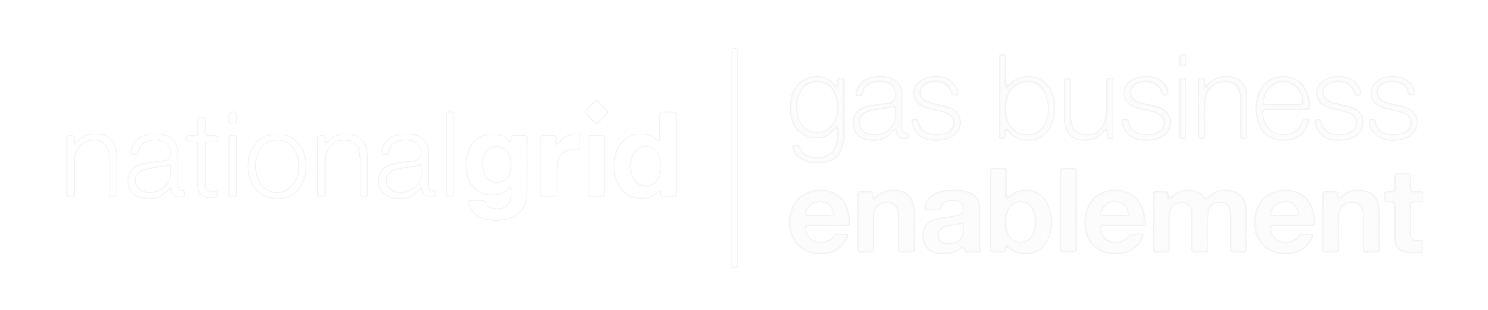 nationalgrid
gas business
enablement